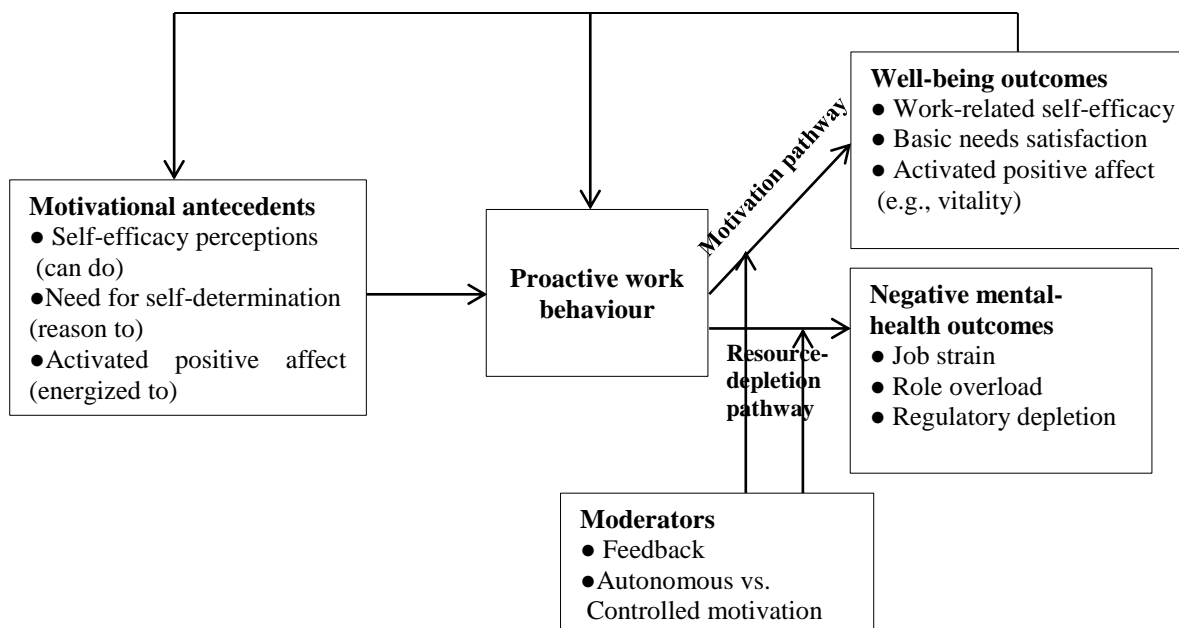 Motivational antecedents
● Self-efficacy perceptions
(can do)
●Need for self-determination
(reason to)
●Activated positive affect
(energized to)
Proactive work
behaviour
Motivation pathway
Resource-
depletion
pathway
Well-being outcomes
● Work-related self-efficacy
● Basic needs satisfaction
● Activated positive affect
(e.g., vitality)
Negative mental-
health outcomes
● Job strain
● Role overload
● Regulatory depletion
Moderators
● Feedback
●Autonomous vs.
Controlled motivation